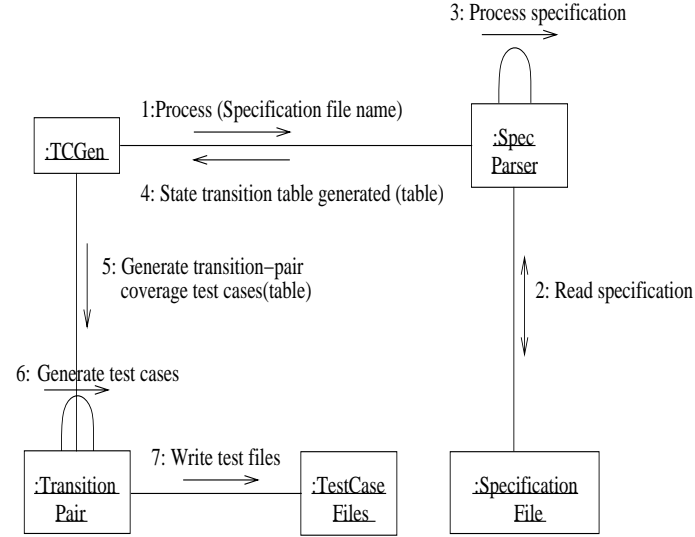 3: Process specification
1:Process (Specification file name)
:TCGen
:Spec
Parser
4: State transition table generated (table)
5: Generate transition−pair
coverage test cases(table)
2: Read specification
6: Generate test cases
7: Write test files
:Transition
Pair
:TestCase
Files
:Specification
File